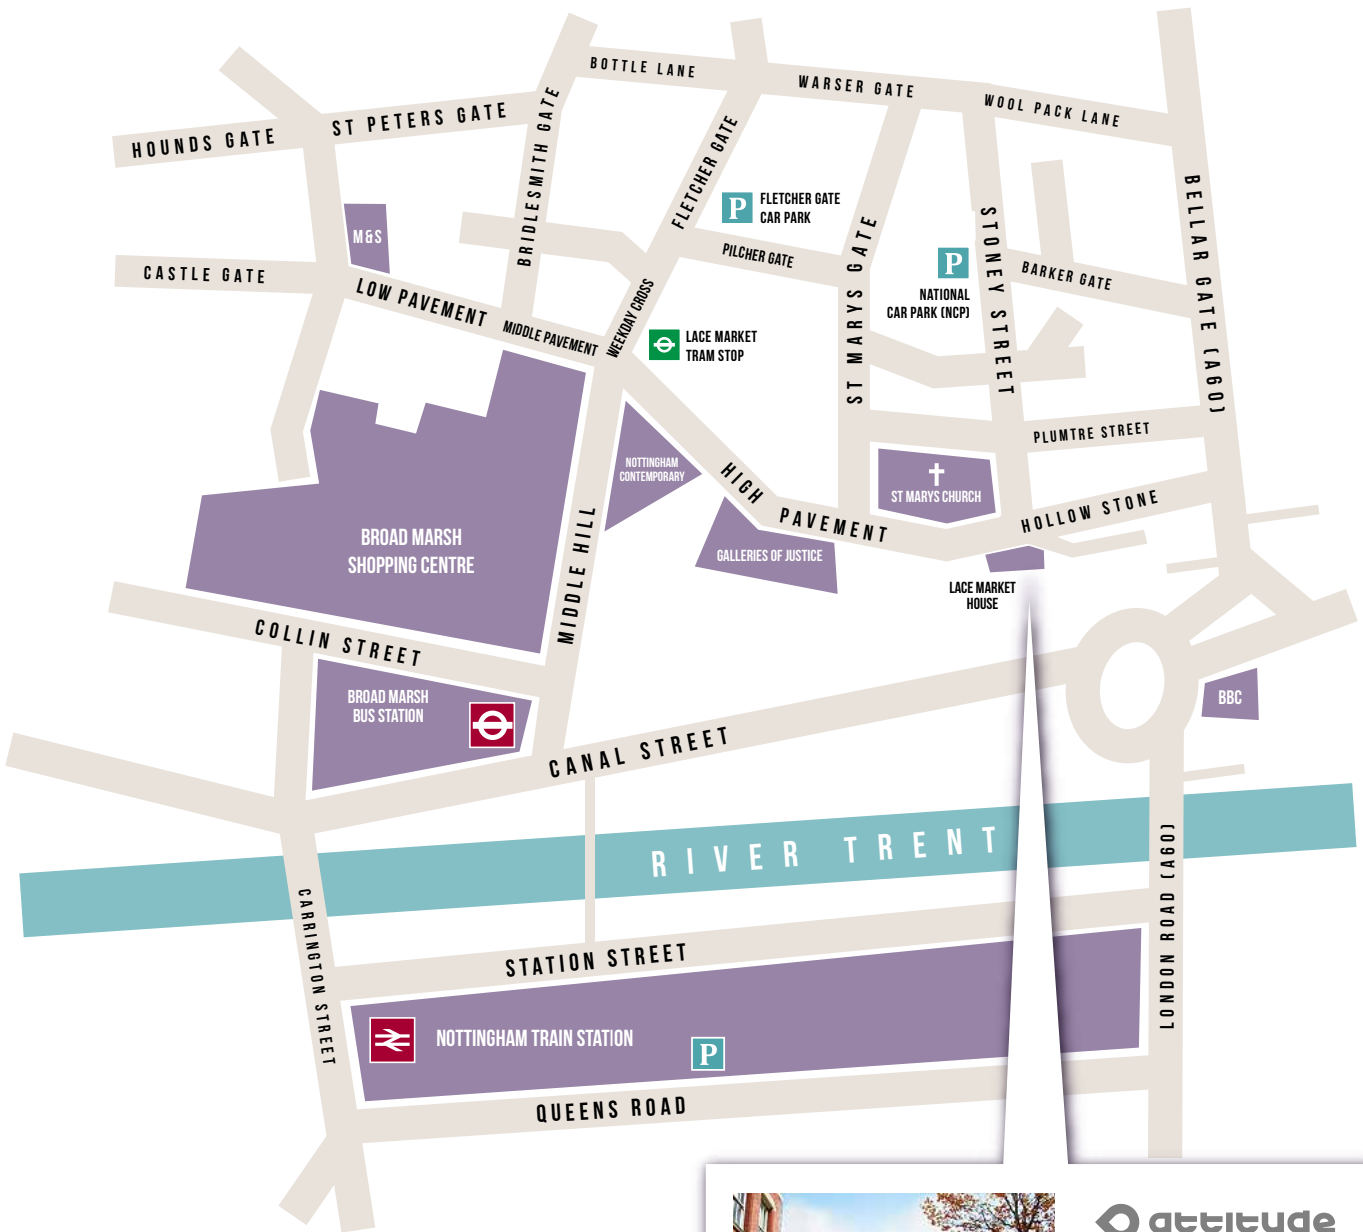 BOTTLE LANE
WARSER GATE
WOOL PACK LANE
HOUNDS GATE
ST PETERS GATE
BRIDLESMITH GATE
FLETCHER GATE
BELLAR GATE (A60)
P
FLETCHER GATE
CAR PARK
M&S
STONEY STREET
ST MARYS GATE
PILCHER GATE
P
NATIONAL
CAR PARK (NCP)
BARKER GATE
CASTLE GATE
LOW PAVEMENT
MIDDLE PAVEMENT
WEEKDAY CROSS
LACE MARKET
TRAM STOP
PLUMTRE STREET
NOTTINGHAM
CONTEMPORARY
HIGH
PAVEMENT
ST MARYS CHURCH
HOLLOW STONE
BROAD MARSH
SHOPPING CENTRE
MIDDLE HILL
GALLERIES OF JUSTICE
LACE MARKET
HOUSE
COLLIN STREET
BROAD MARSH
BUS STATION
BBC
CANAL STREET
RIVER TRENT
LONDON ROAD (A60)
CARRINGTON STREET
STATION STREET
NOTTINGHAM TRAIN STATION
P
QUEENS ROAD
attitude